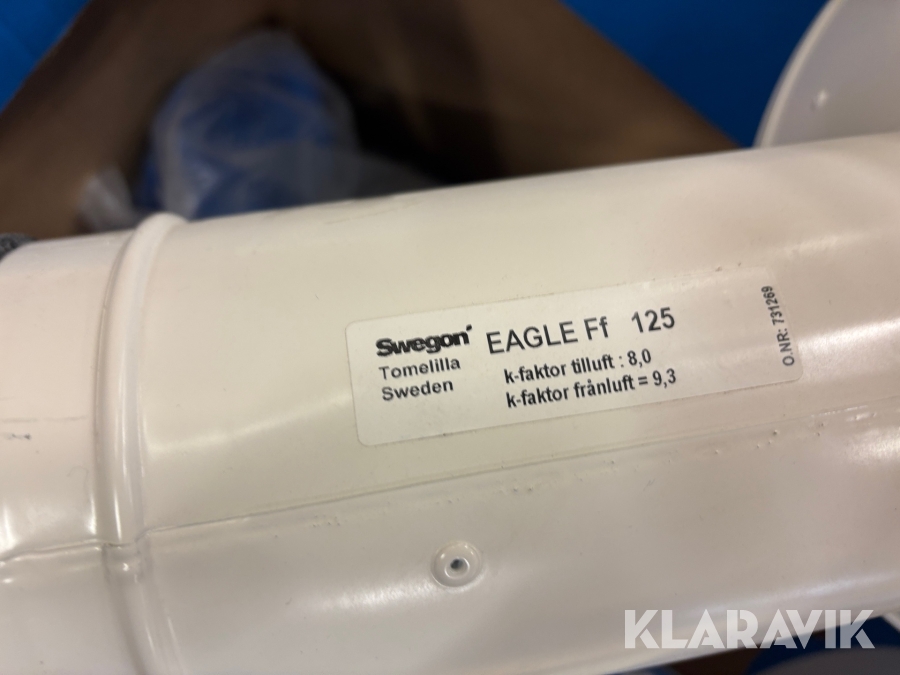 Swegon
Tomelilla
Sweden
EAGLE Ff 125
k-faktor tilluft : 8,0
k-faktor frånluft = 9,3
O.NR: 731269
KLARAVIK